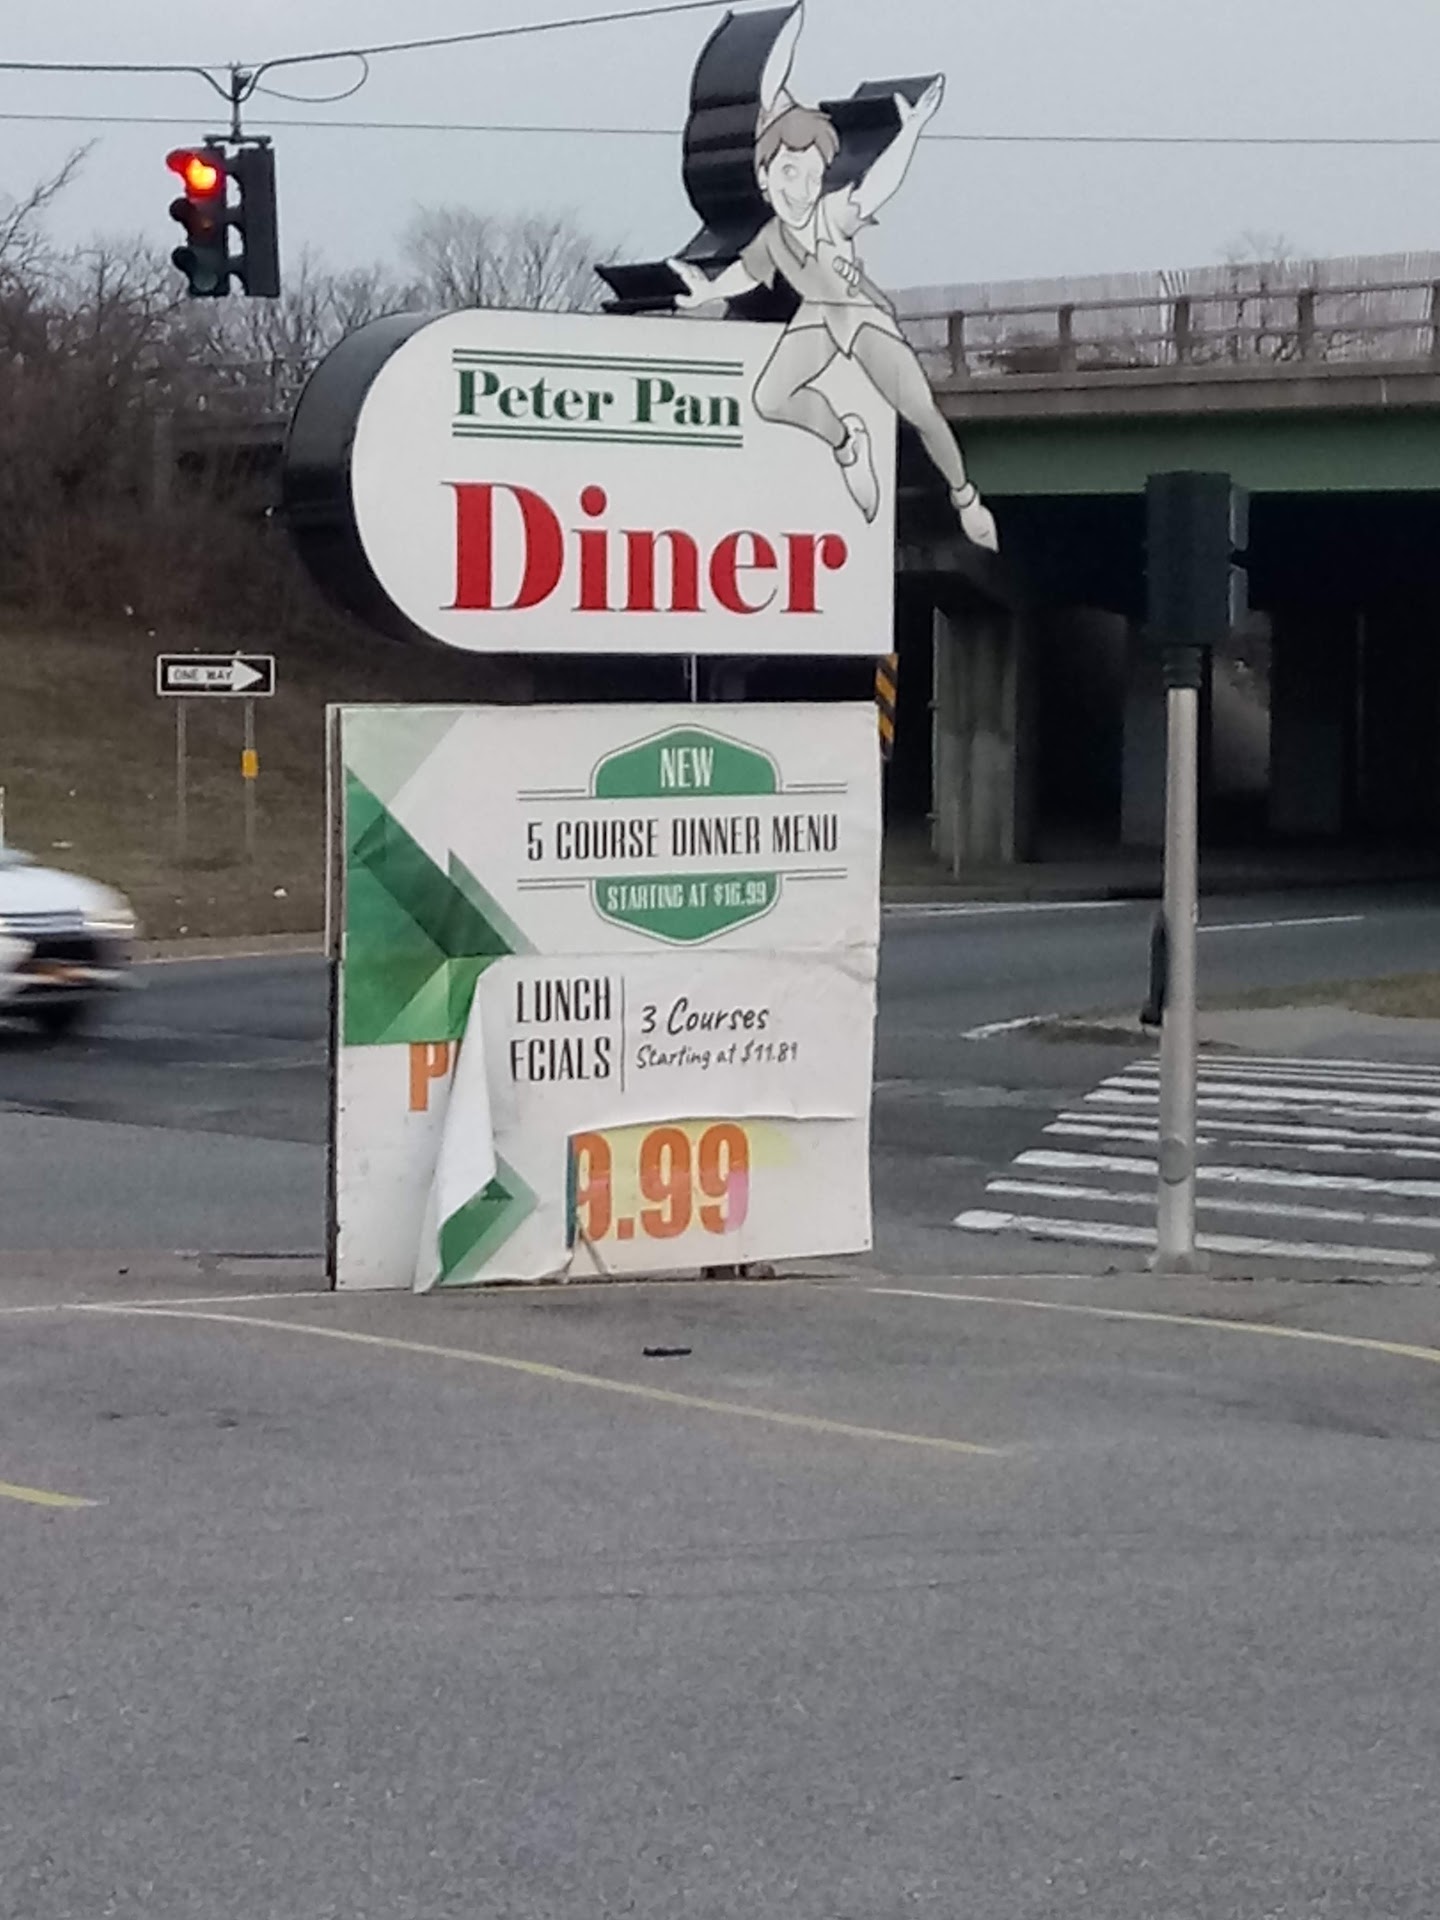 Peter Pan
Diner
ONE WAY
NEW
5 COURSE DINNER MENU
STARTING AT $16.99
LUNCH
ECIALS
3 Courses
Starting at $11.89
P
9.99